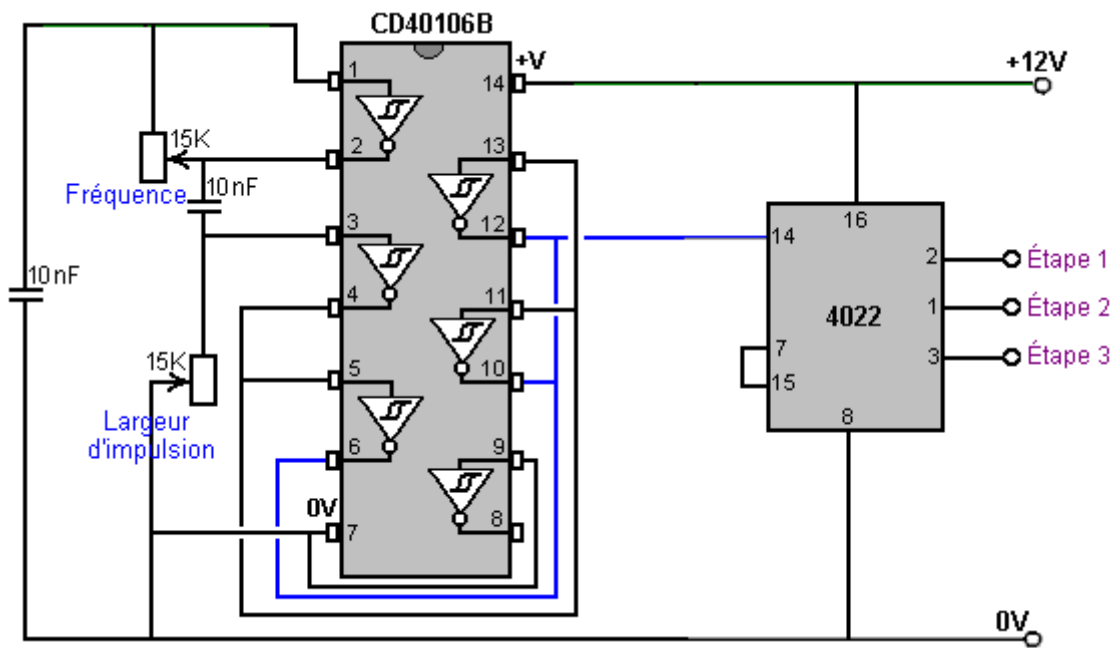 CD40106B
+V
+12V
1
14
15K
2
13
Fréquence
10nF
3
12
14
16
2
Étape 1
10nF
4
11
4022
1
Étape 2
15K
5
10
7
3
Étape 3
15
Largeur
d'impulsion
6
9
8
0V
7
8
0V